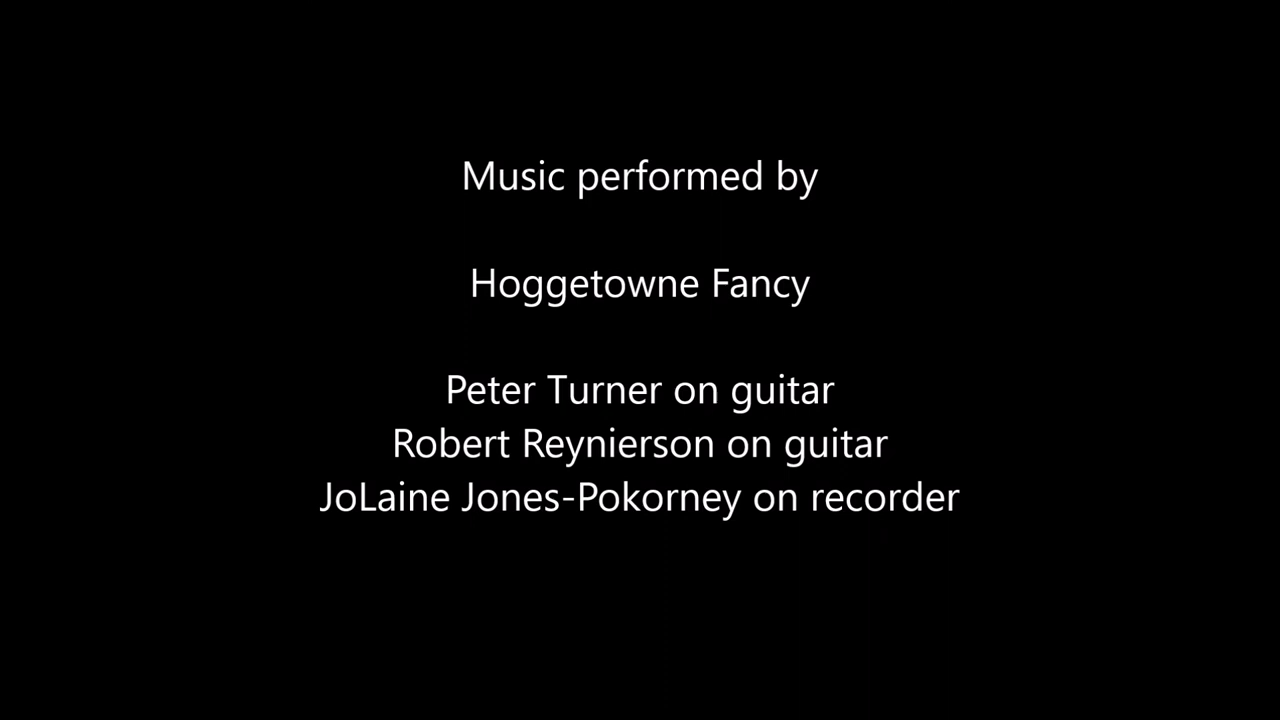 Music performed by
Hoggetowne Fancy
Peter Turner on guitar
Robert Reynierson on guitar
JoLaine Jones-Pokorney on recorder